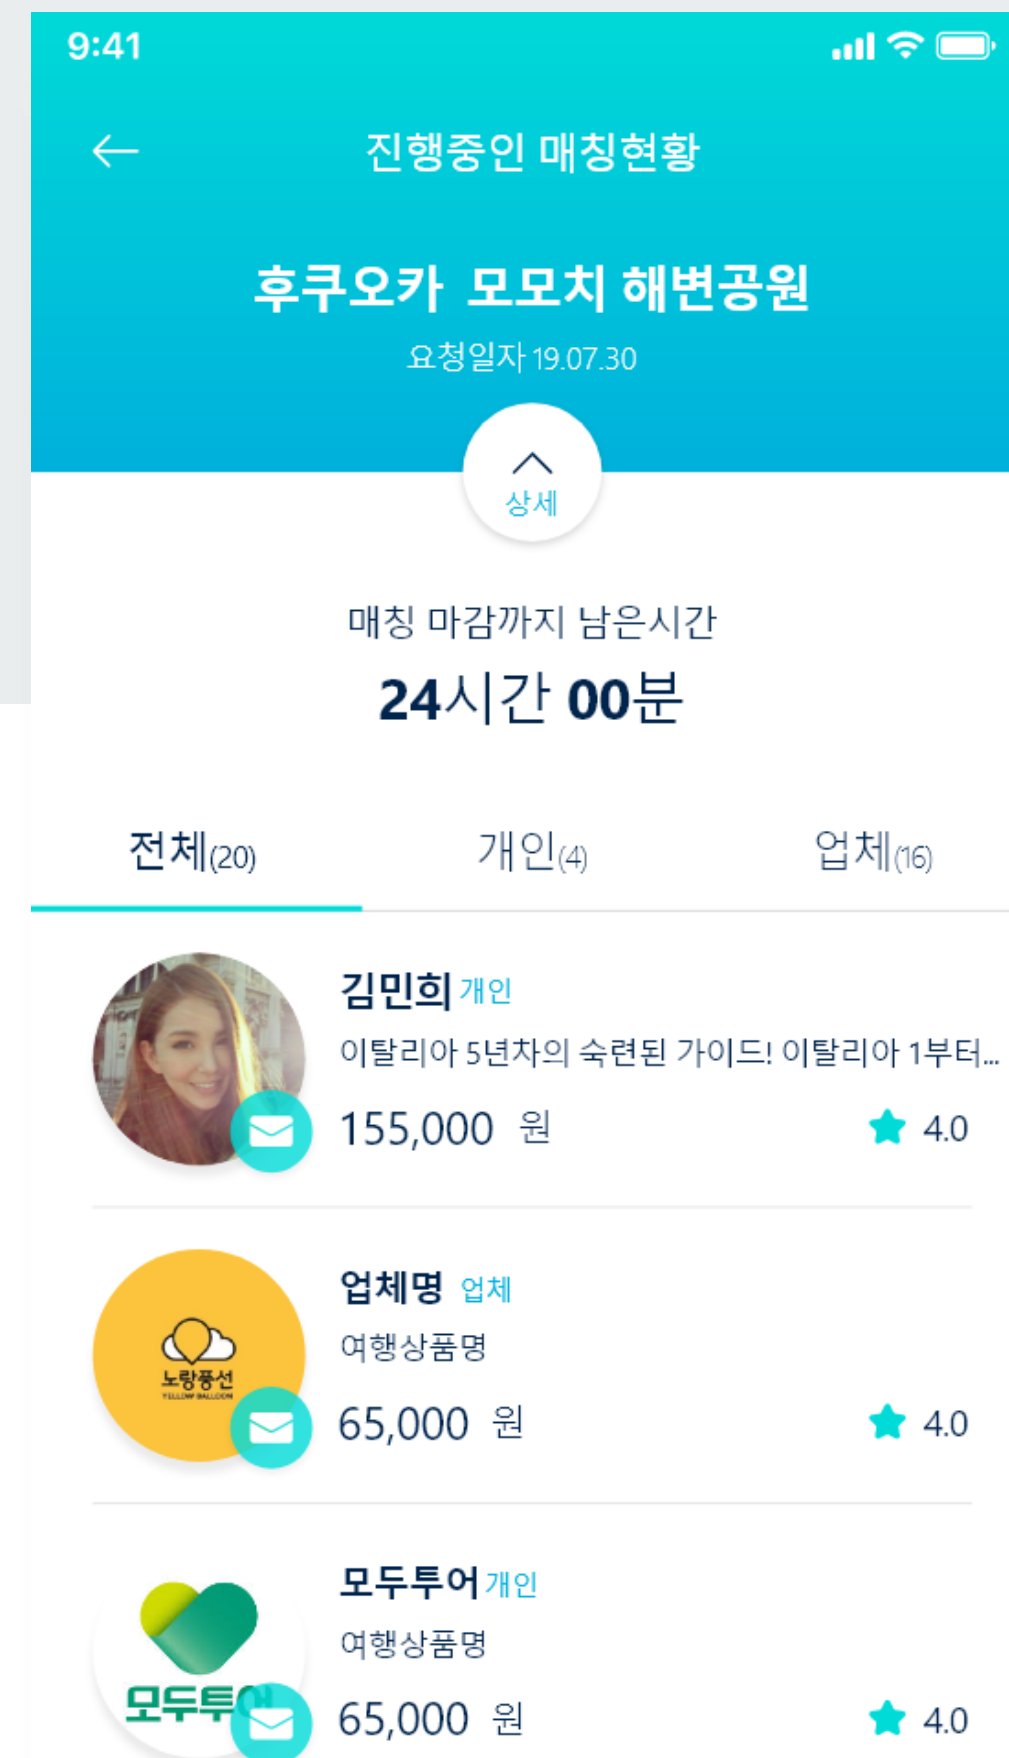 9:41
진행중인 매칭현황
후쿠오카 모모치 해변공원
요청일자 19.07.30
상세
매칭 마감까지 남은시간
24시간 00분
전체(20) 개인(4) 업체(16)
김민희 개인
이탈리아 5년차의 숙련된 가이드! 이탈리아 1부터...
155,000 원 4.0
업체명 업체
여행상품명
노랑풍선
YELLOW BALLOON
65,000 원 4.0
모두투어 개인
여행상품명
모두투어
65,000 원 4.0